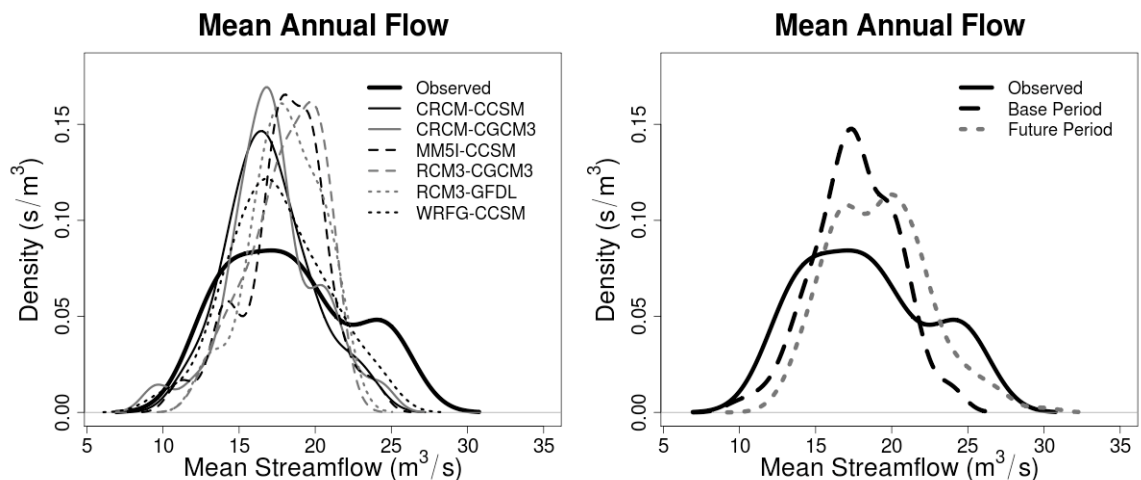 Mean Annual Flow
Density (s/m³)
0.15
0.10
0.05
0.00
Observed
CRCM-CCSM
CRCM-CGCM3
MM5I-CCSM
RCM3-CGCM3
RCM3-GFDL
WRFG-CCSM
5 10 15 20 25 30 35
Mean Streamflow (m³/s)
Mean Annual Flow
Density (s/m³)
0.15
0.10
0.05
0.00
Observed
Base Period
Future Period
5 10 15 20 25 30 35
Mean Streamflow (m³/s)